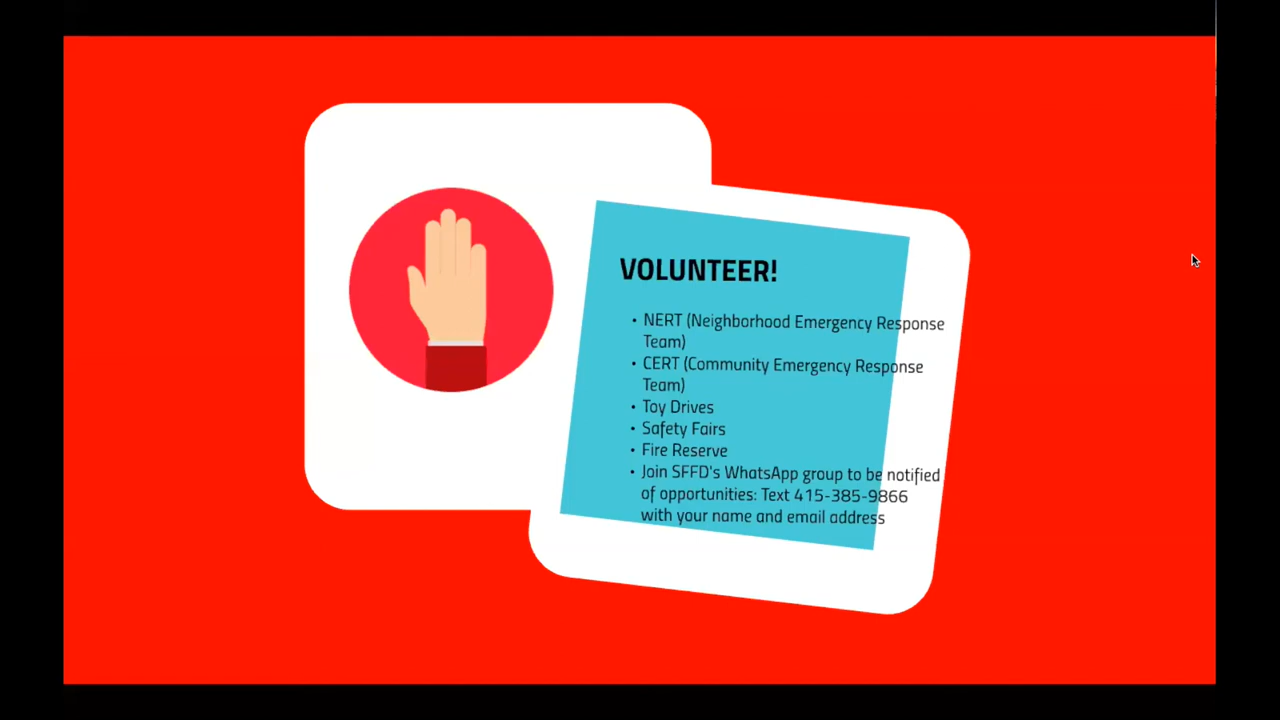 VOLUNTEER!
• NERT (Neighborhood Emergency Response
Team)
• CERT (Community Emergency Response
Team)
• Toy Drives
• Safety Fairs
• Fire Reserve
• Join SFFD's WhatsApp group to be notified
of opportunities: Text 415-385-9866
with your name and email address